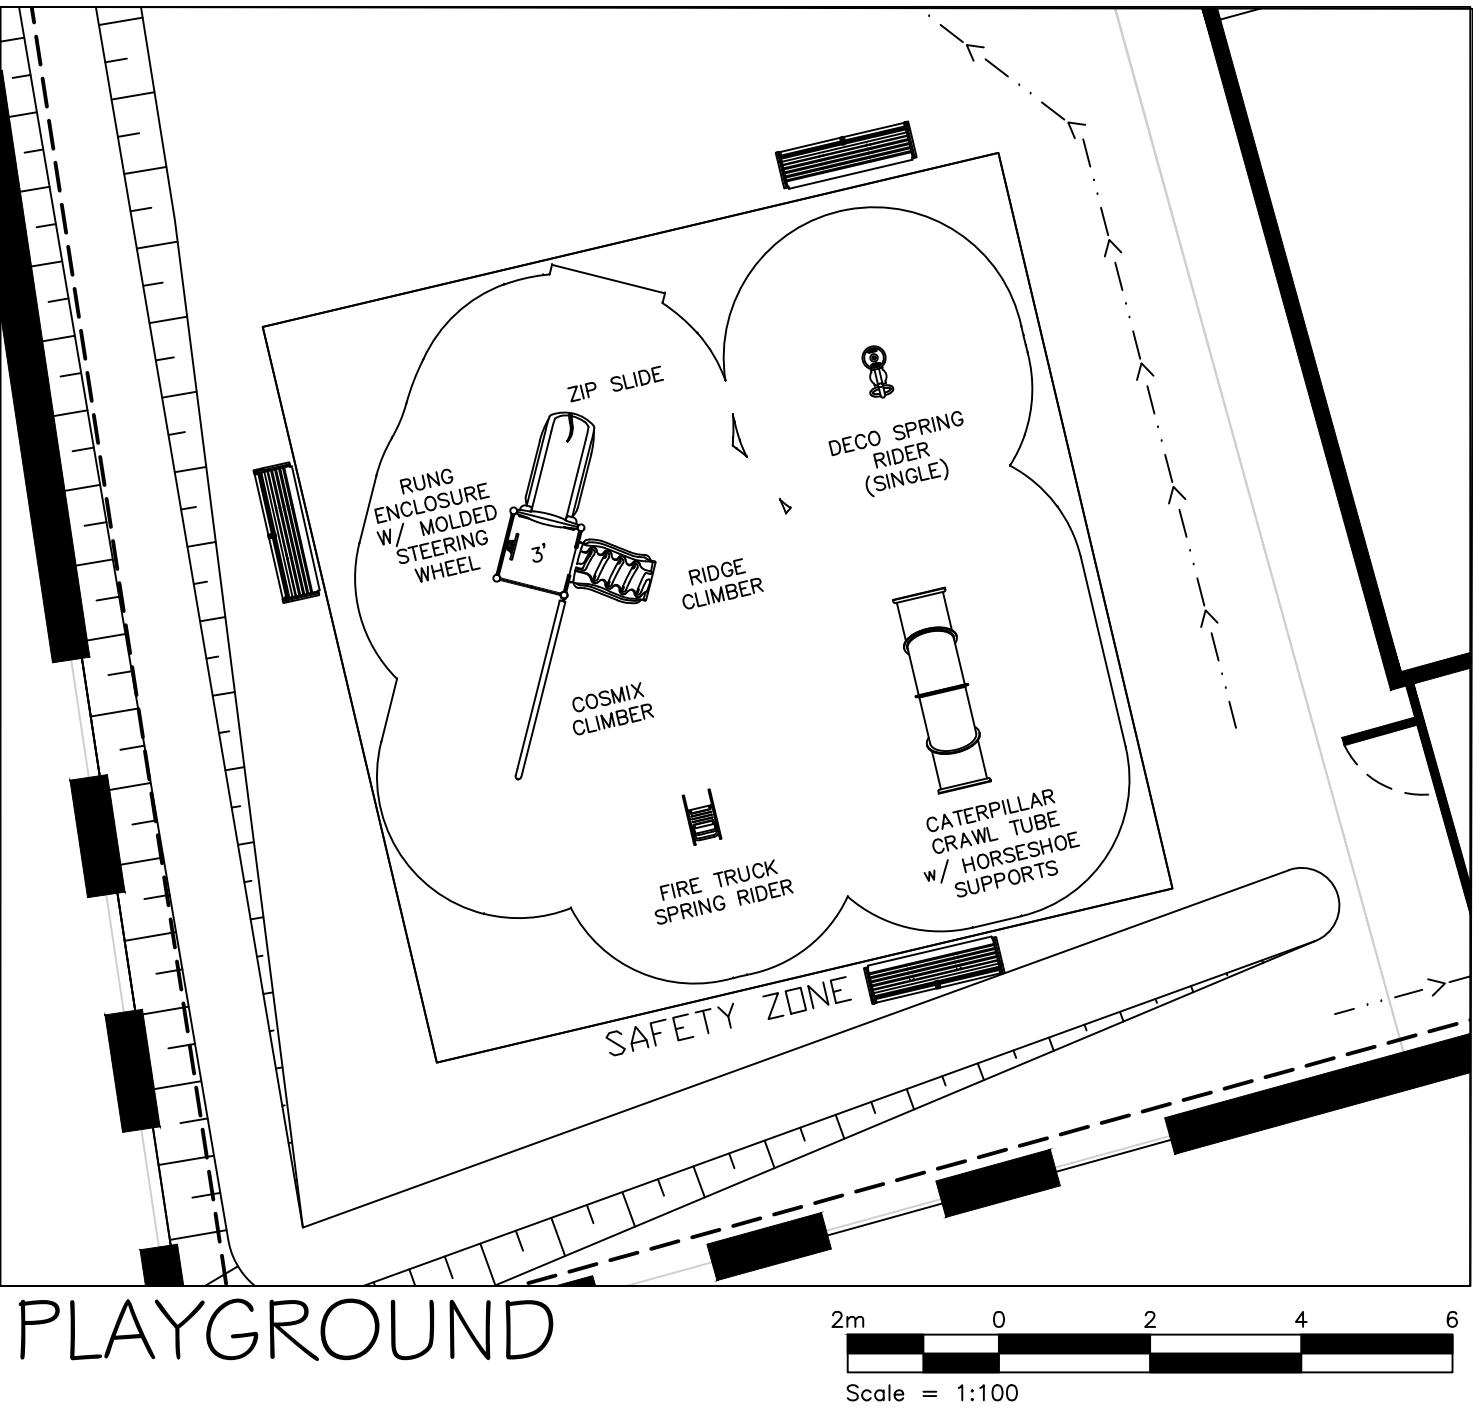 ZIP SLIDE
RUNG
ENCLOSURE
W/ MOLDED
STEERING
WHEEL
3'
DECO SPRING
RIDER
(SINGLE)
RIDGE
CLIMBER
COSMIX
CLIMBER
FIRE TRUCK
SPRING RIDER
CATERPILLAR
CRAWL TUBE
w/ HORSESHOE
SUPPORTS
SAFETY ZONE
PLAYGROUND
2m 0 2 4 6
Scale = 1:100